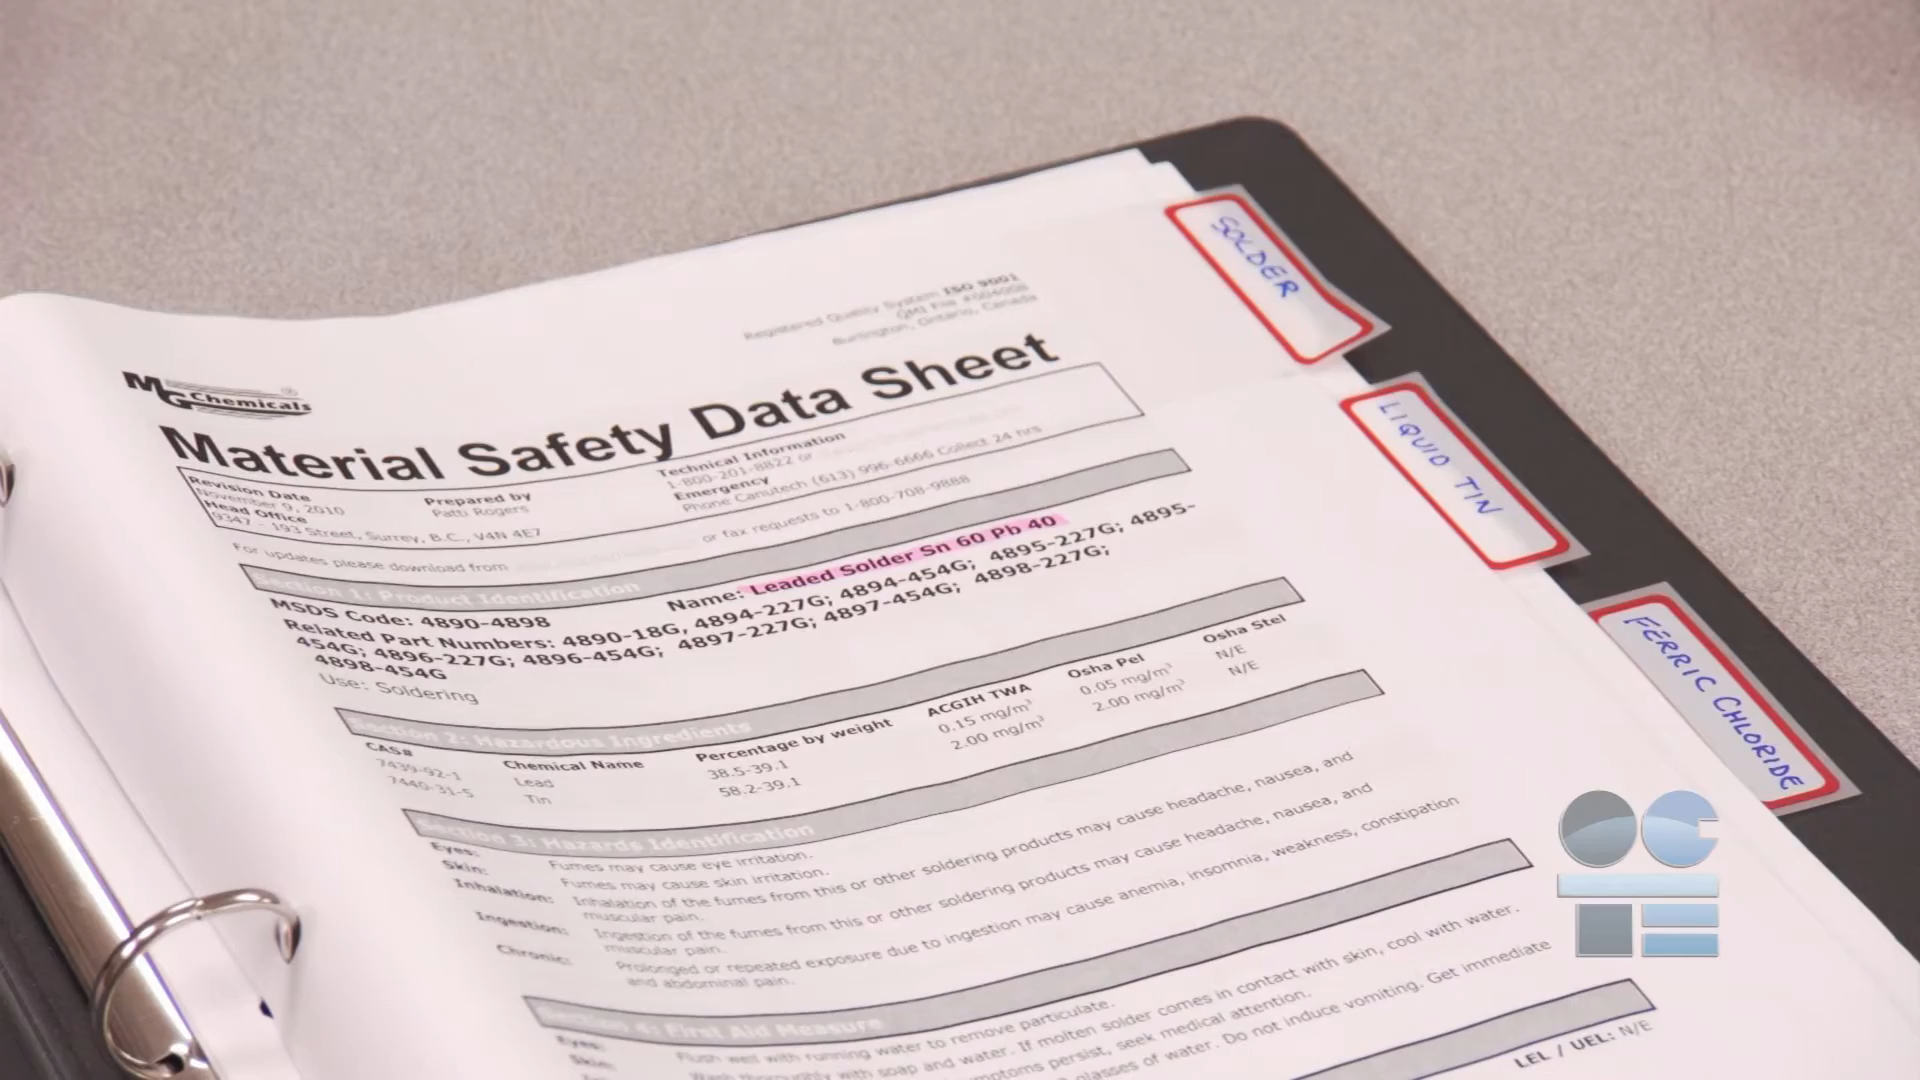 SOLDER
LIQUID TIN
FERRIC CHLORIDE
Registered Quality System ISO 9001
QMI File #004008
Burlington, Ontario, Canada
MG Chemicals ®
Material Safety Data Sheet
Revision Date
November 9, 2010
Head Office
9347 - 193 Street, Surrey, B.C., V4N 4E7
Prepared by
Patti Rogers
Technical Information
1-800-201-8822 or
Emergency
Phone Canutech (613) 996-6666 Collect 24 hrs
For updates please download from or fax requests to 1-800-708-9888
Section 1: Product Identification
MSDS Code: 4890-4898 Name: Leaded Solder Sn 60 Pb 40
Related Part Numbers: 4890-18G, 4894-227G; 4894-454G; 4895-227G; 4895-
454G; 4896-227G; 4896-454G; 4897-227G; 4897-454G; 4898-227G;
4898-454G
Use: Soldering
Section 2: Hazardous Ingredients
CAS# Chemical Name Percentage by weight ACGIH TWA Osha Pel Osha Stel
7439-92-1 Lead 38.5-39.1 0.15 mg/m³ 0.05 mg/m³ N/E
7440-31-5 Tin 58.2-39.1 2.00 mg/m³ 2.00 mg/m³ N/E
Section 3: Hazards Identification
Eyes: Fumes may cause eye irritation.
Skin: Fumes may cause skin irritation.
Inhalation: Inhalation of the fumes from this or other soldering products may cause headache, nausea, and
muscular pain.
Ingestion: Ingestion of the fumes from this or other soldering products may cause headache, nausea, and
muscular pain.
Chronic: Prolonged or repeated exposure due to ingestion may cause anemia, insomnia, weakness, constipation
and abdominal pain.
Section 4: First Aid Measure
Eyes: Flush well with running water to remove particulate.
Skin: Wash thoroughly with soap and water. If molten solder comes in contact with skin, cool with water.
symptoms persist, seek medical attention.
glasses of water. Do not induce vomiting. Get immediate
LEL / UEL: N/E